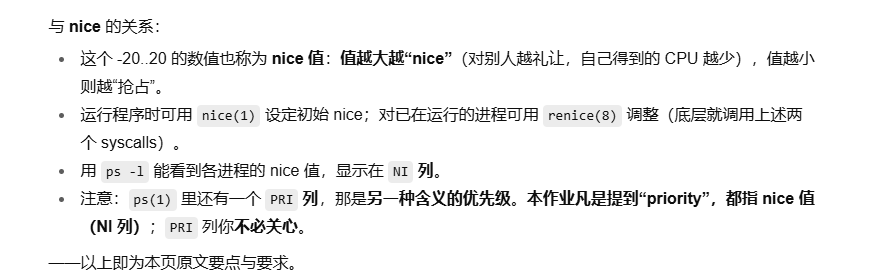 与 nice 的关系：
• 这个 -20..20 的数值也称为 nice 值：值越大越“nice”（对别人越礼让，自己得到的 CPU 越少），值越小
则越“抢占”。
• 运行程序时可用 nice(1) 设定初始 nice；对已在运行的进程可用 renice(8) 调整（底层就调用上述两
个 syscalls）。
• 用 ps -l 能看到各进程的 nice 值，显示在 NI 列。
• 注意：ps(1) 里还有一个 PRI 列，那是另一种含义的优先级。本作业凡是提到“priority”，都指 nice 值
（NI 列）；PRI 列你不必关心。
——以上即为本页原文要点与要求。